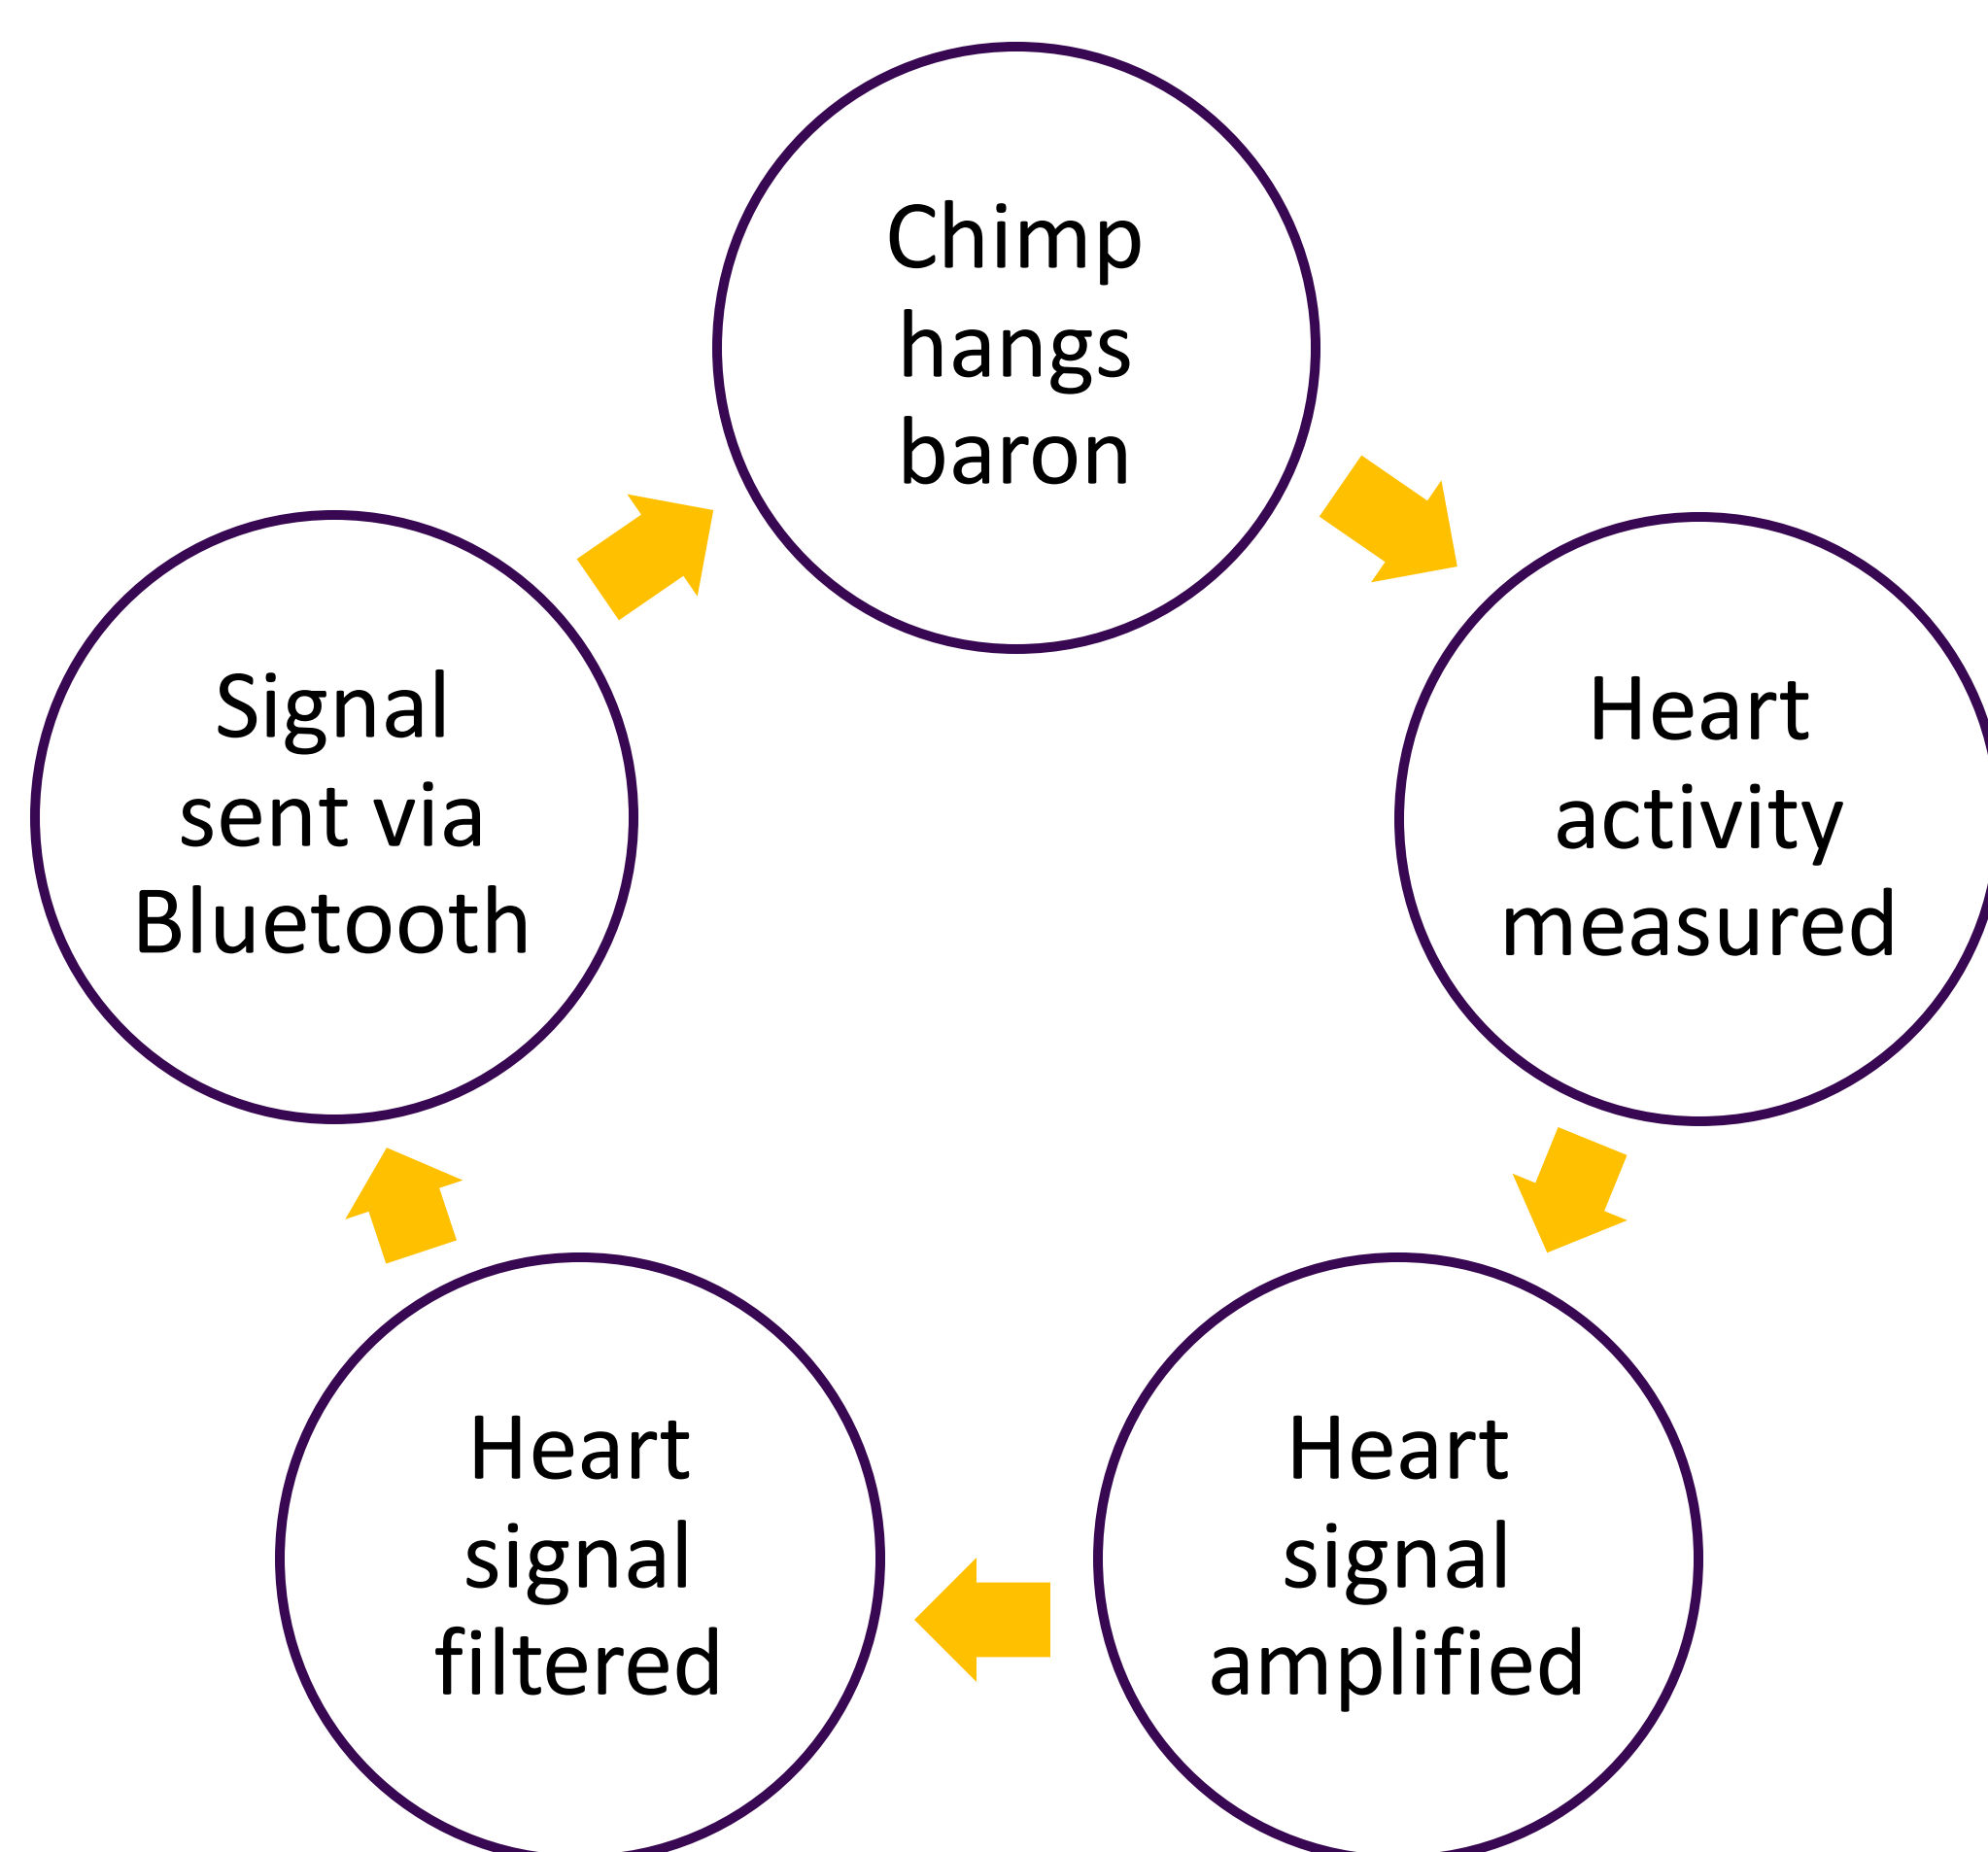 Chimp
hangs
baron
Heart
activity
measured
Heart
signal
amplified
Heart
signal
filtered
Signal
sent via
Bluetooth